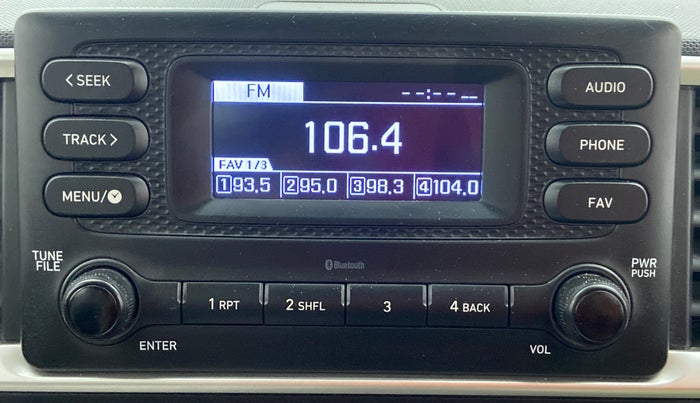 < SEEK
TRACK >
MENU/
FM
--:-- --
106.4
FAV 1/3
1 93.5 2 95.0 3 98.3 4 104.0
AUDIO
PHONE
FAV
TUNE
FILE
Bluetooth
PWR
PUSH
1 RPT
2 SHFL
3
4 BACK
ENTER
VOL